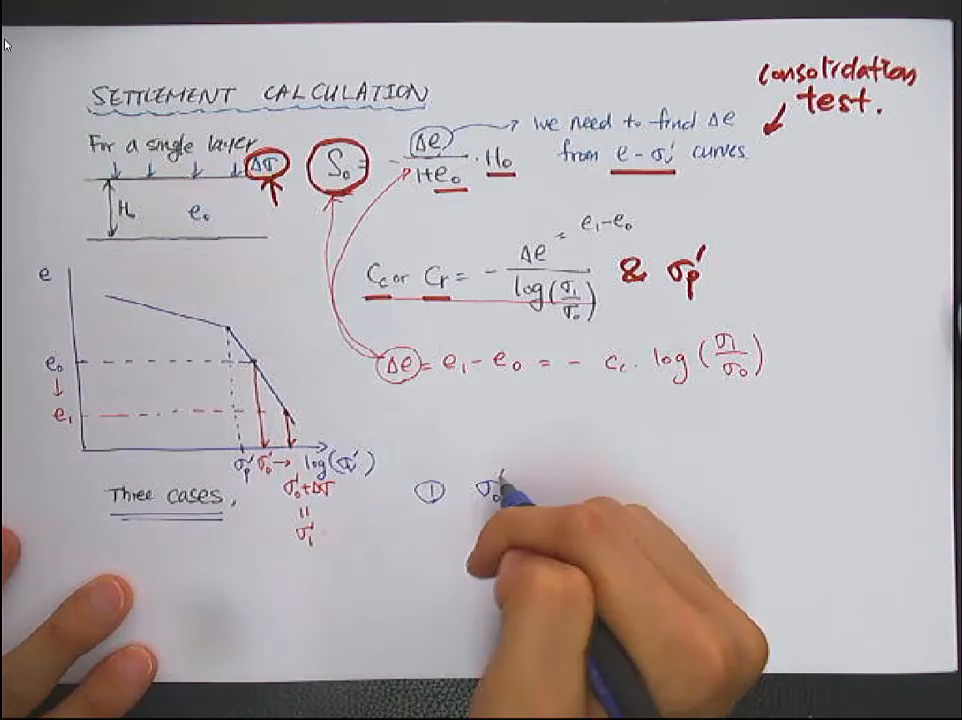 consolidation
test.
SETTLEMENT CALCULATION
For a single layer
Δσ
H₀
e₀
S₀ = - Δe / 1+e₀ · H₀
we need to find Δe
from e - σ' curves
Cc or Cr = - Δe / log(σ₁/σ₀)
= e₁-e₀
& σp'
Δe = e₁ - e₀ = - Cc · log(σ₁/σ₀)
e
e₀
↓
e₁
σp' σ₀' → log(σ')
σ₀'+Δσ
=
σ₁'
Three cases,
① σ₀'